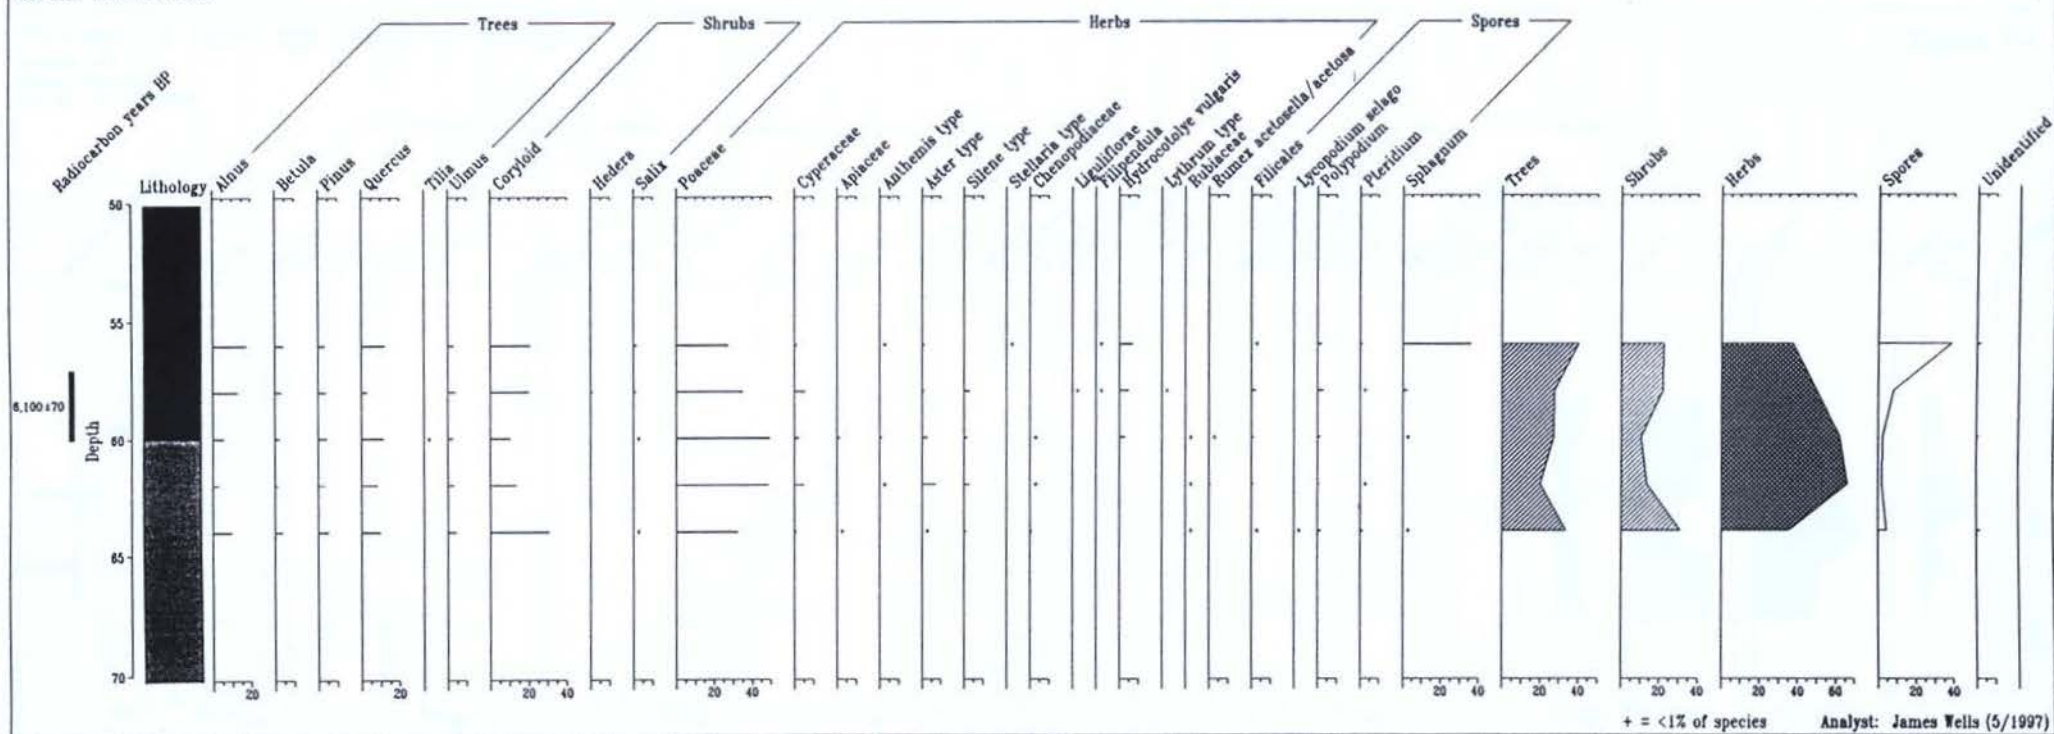 Trees
Shrubs
Herbs
Spores
Radiocarbon years BP
Lithology
Alnus
Betula
Pinus
Quercus
Tilia
Ulmus
Coryloid
Hedera
Salix
Poaceae
Cyperaceae
Apiaceae
Anthemis type
Aster type
Silene type
Stellaria type
Chenopodiaceae
Liguliflorae
Filipendula
Hydrocotolye vulgaris
Lythrum type
Rubiaceae
Rumex acetosella/acetosa
Filicales
Lycopodium selago
Polypodium
Pteridium
Sphagnum
Trees
Shrubs
Herbs
Spores
Unidentified
50
55
60
65
70
Depth
6,100±70
20 20 40 20 40 20 40 20 40 20 40 20 40 60 20 40
+ = <1% of species
Analyst: James Wells (5/1997)